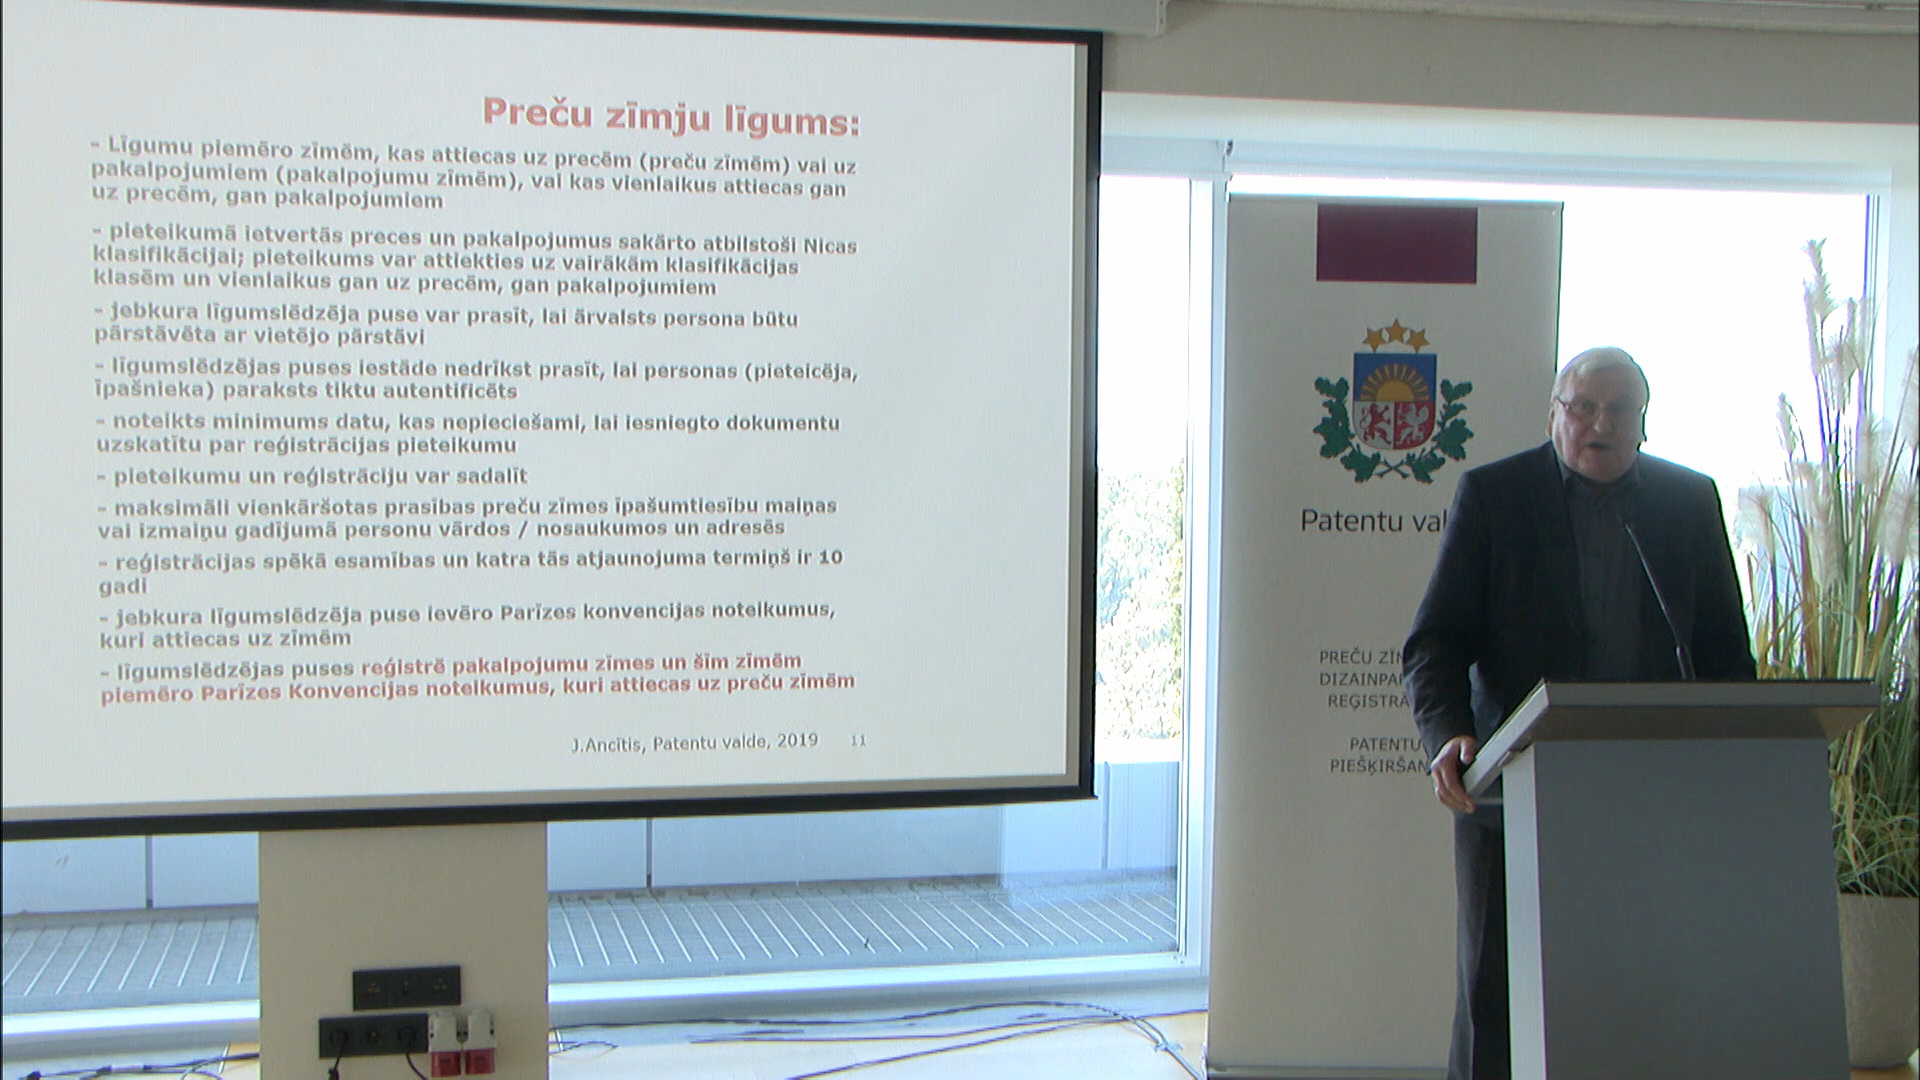 Preču zīmju līgums:
– Līgumu piemēro zīmēm, kas attiecas uz precēm (preču zīmēm) vai uz
pakalpojumiem (pakalpojumu zīmēm), vai kas vienlaikus attiecas gan
uz precēm, gan pakalpojumiem
– pieteikumā ietvertās preces un pakalpojumus sakārto atbilstoši Nicas
klasifikācijai; pieteikums var attiekties uz vairākām klasifikācijas
klasēm un vienlaikus gan uz precēm, gan pakalpojumiem
– jebkura līgumslēdzēja puse var prasīt, lai ārvalsts persona būtu
pārstāvēta ar vietējo pārstāvi
– līgumslēdzējas puses iestāde nedrīkst prasīt, lai personas (pieteicēja,
īpašnieka) paraksts tiktu autentificēts
– noteikts minimums datu, kas nepieciešami, lai iesniegto dokumentu
uzskatītu par reģistrācijas pieteikumu
– pieteikumu un reģistrāciju var sadalīt
– maksimāli vienkāršotas prasības preču zīmes īpašumtiesību maiņas
vai izmaiņu gadījumā personu vārdos / nosaukumos un adresēs
– reģistrācijas spēkā esamības un katra tās atjaunojuma termiņš ir 10
gadi
– jebkura līgumslēdzēja puse ievēro Parīzes konvencijas noteikumus,
kuri attiecas uz zīmēm
– līgumslēdzējas puses reģistrē pakalpojumu zīmes un šīm zīmēm
piemēro Parīzes Konvencijas noteikumus, kuri attiecas uz preču zīmēm
J.Ancītis, Patentu valde, 2019 11
Patentu val
PREČU ZĪ
DIZAINPA
REĢISTRĀ
PATENTU
PIEŠĶIRŠAN